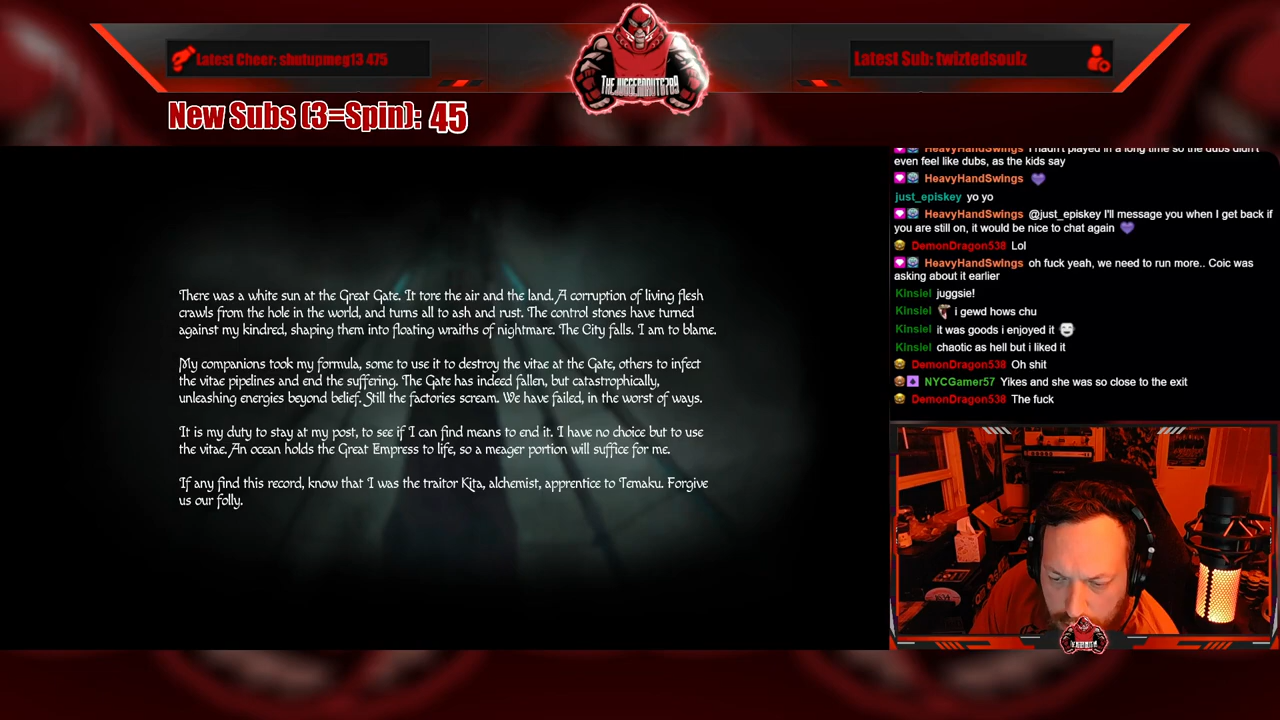 Latest Cheer: shutupmeg13 475
THEJUGGERNAUT6789
Latest Sub: twiztedsoulz
New Subs (3=Spin): 45
There was a white sun at the Great Gate. It tore the air and the land. A corruption of living flesh
crawls from the hole in the world, and turns all to ash and rust. The control stones have turned
against my kindred, shaping them into floating wraiths of nightmare. The City falls. I am to blame.
My companions took my formula, some to use it to destroy the vitae at the Gate, others to infect
the vitae pipelines and end the suffering. The Gate has indeed fallen, but catastrophically,
unleashing energies beyond belief. Still the factories scream. We have failed, in the worst of ways.
It is my duty to stay at my post, to see if I can find means to end it. I have no choice but to use
the vitae. An ocean holds the Great Empress to life, so a meager portion will suffice for me.
If any find this record, know that I was the traitor Kita, alchemist, apprentice to Temaku. Forgive
us our folly.
HeavyHandSwings I hadn't played in a long time so the dubs didn't
even feel like dubs, as the kids say
HeavyHandSwings
just_episkey yo yo
HeavyHandSwings @just_episkey I'll message you when I get back if
you are still on, it would be nice to chat again
DemonDragon538 Lol
HeavyHandSwings oh fuck yeah, we need to run more.. Coic was
asking about it earlier
Kinsiel juggsie!
Kinsiel i gewd hows chu
Kinsiel it was goods i enjoyed it
Kinsiel chaotic as hell but i liked it
DemonDragon538 Oh shit
NYCGamer57 Yikes and she was so close to the exit
DemonDragon538 The fuck